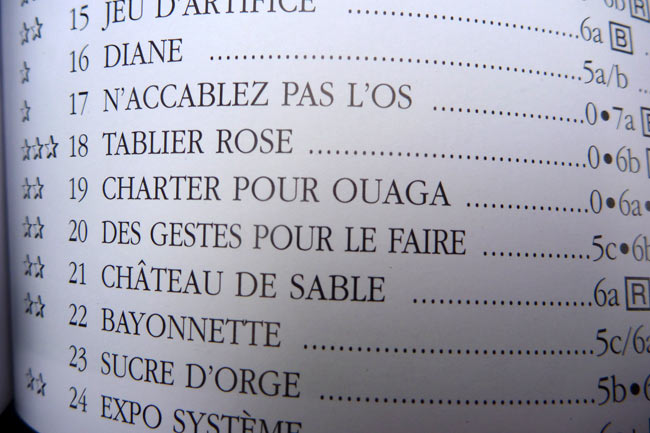 ☆☆ 15 JEU D'ARTIFICE 6b R
☆ 16 DIANE ..... 6a B
☆ 17 N'ACCABLEZ PAS L'OS ..... 5a/b
☆☆☆ 18 TABLIER ROSE ..... 0•7a
☆☆ 19 CHARTER POUR OUAGA ..... 0•6b
☆☆ 20 DES GESTES POUR LE FAIRE ..... 0•6a•
☆☆ 21 CHÂTEAU DE SABLE ..... 5c•6b
☆☆ 22 BAYONNETTE ..... 6a R
23 SUCRE D'ORGE ..... 5c/6a
☆☆ 24 EXPO SYSTÈME ..... 5b•6